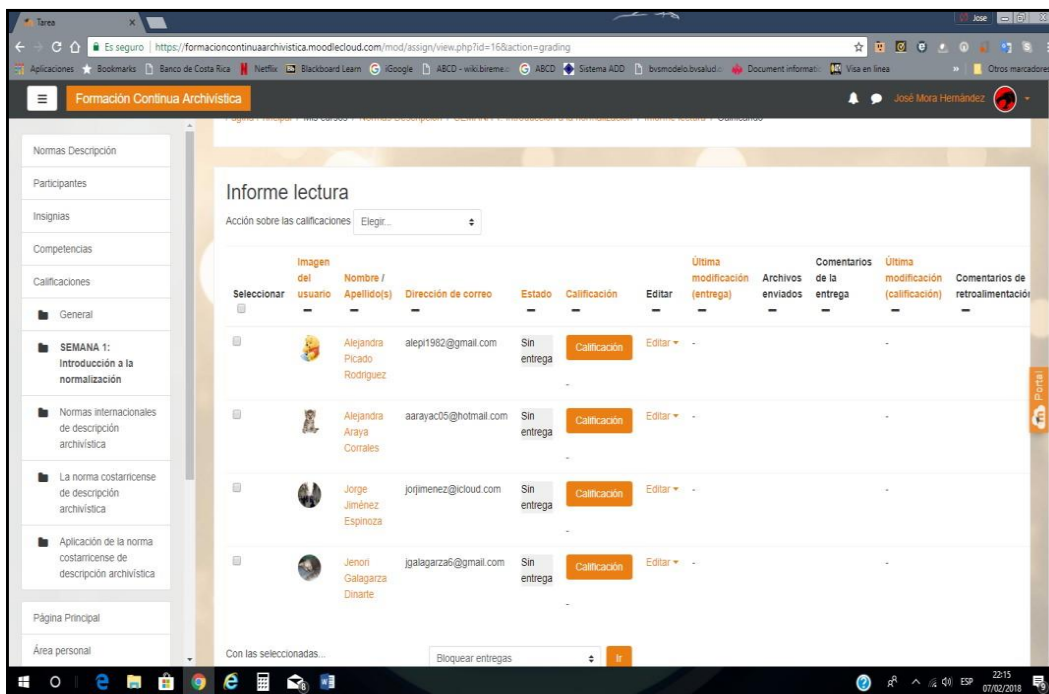 Tarea
Jose
Es seguro | https://formacioncontinuaarchivistica.moodlecloud.com/mod/assign/view.php?id=16&action=grading
Aplicaciones Bookmarks Banco de Costa Rica Netflix Blackboard Learn iGoogle ABCD - wiki.bireme. ABCD Sistema ADD bvsmodelo.bvsalud. Document informati Visa en linea » Otros marcadores
Formación Continua Archivística
José Mora Hernández
Normas Descripción
Participantes
Insignias
Competencias
Calificaciones
General
SEMANA 1:
Introducción a la
normalización
Normas internacionales
de descripción
archivística
La norma costarricense
de descripción
archivística
Aplicación de la norma
costarricense de
descripción archivística
Página Principal
Área personal
Informe lectura
Acción sobre las calificaciones Elegir...
Seleccionar
Imagen
del
usuario
Nombre /
Apellido(s)
Dirección de correo
Estado
Calificación
Editar
Última
modificación
(entrega)
Archivos
enviados
Comentarios
de la
entrega
Última
modificación
(calificación)
Comentarios de
retroalimentación
Alejandra
Picado
Rodriguez
alepi1982@gmail.com
Sin
entrega
Calificación
-
Editar
-
-
Alejandra
Araya
Corrales
aarayac05@hotmail.com
Sin
entrega
Calificación
-
Editar
-
-
Jorge
Jiménez
Espinoza
jorjimenez@icloud.com
Sin
entrega
Calificación
-
Editar
-
-
Jenori
Galagarza
Dinarte
jgalagarza6@gmail.com
Sin
entrega
Calificación
-
Editar
-
-
Con las seleccionadas...
Bloquear entregas
Ir
Portal
ESP
22:15
07/02/2018